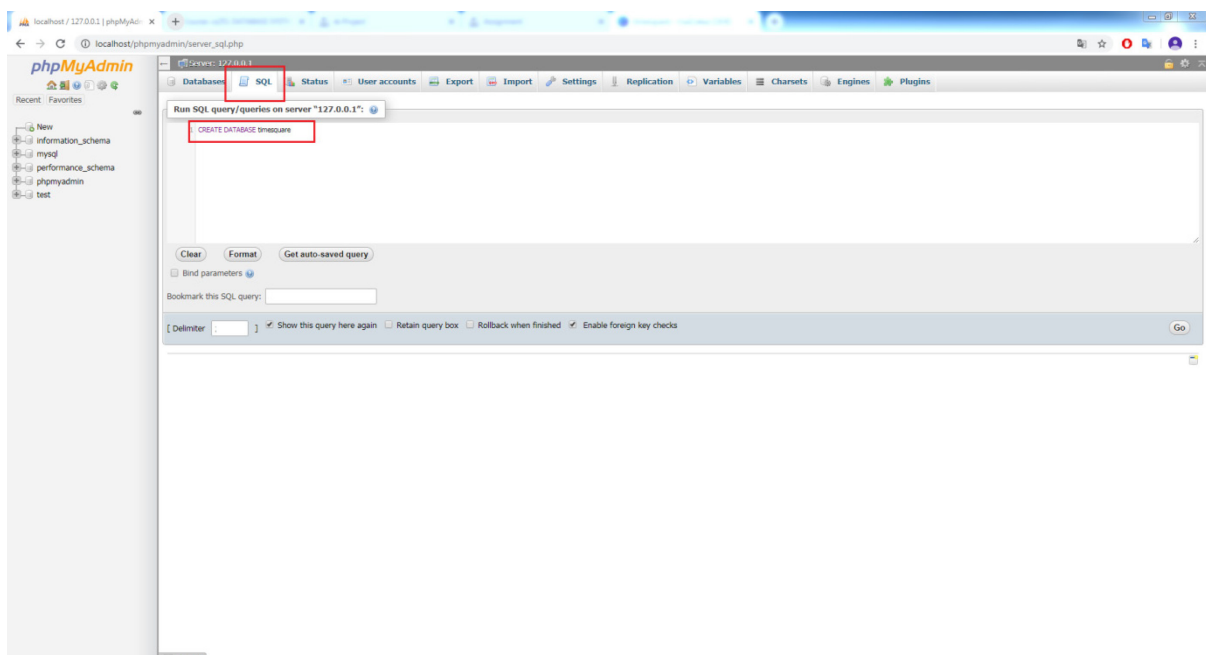 localhost / 127.0.0.1 | phpMyAd
localhost/phpmyadmin/server_sql.php
phpMyAdmin
Recent Favorites
New
information_schema
mysql
performance_schema
phpmyadmin
test
Server: 127.0.0.1
Databases SQL Status User accounts Export Import Settings Replication Variables Charsets Engines Plugins
Run SQL query/queries on server "127.0.0.1":
1 CREATE DATABASE timesquare
Clear Format Get auto-saved query
Bind parameters
Bookmark this SQL query:
[ Delimiter ; ] Show this query here again Retain query box Rollback when finished Enable foreign key checks
Go